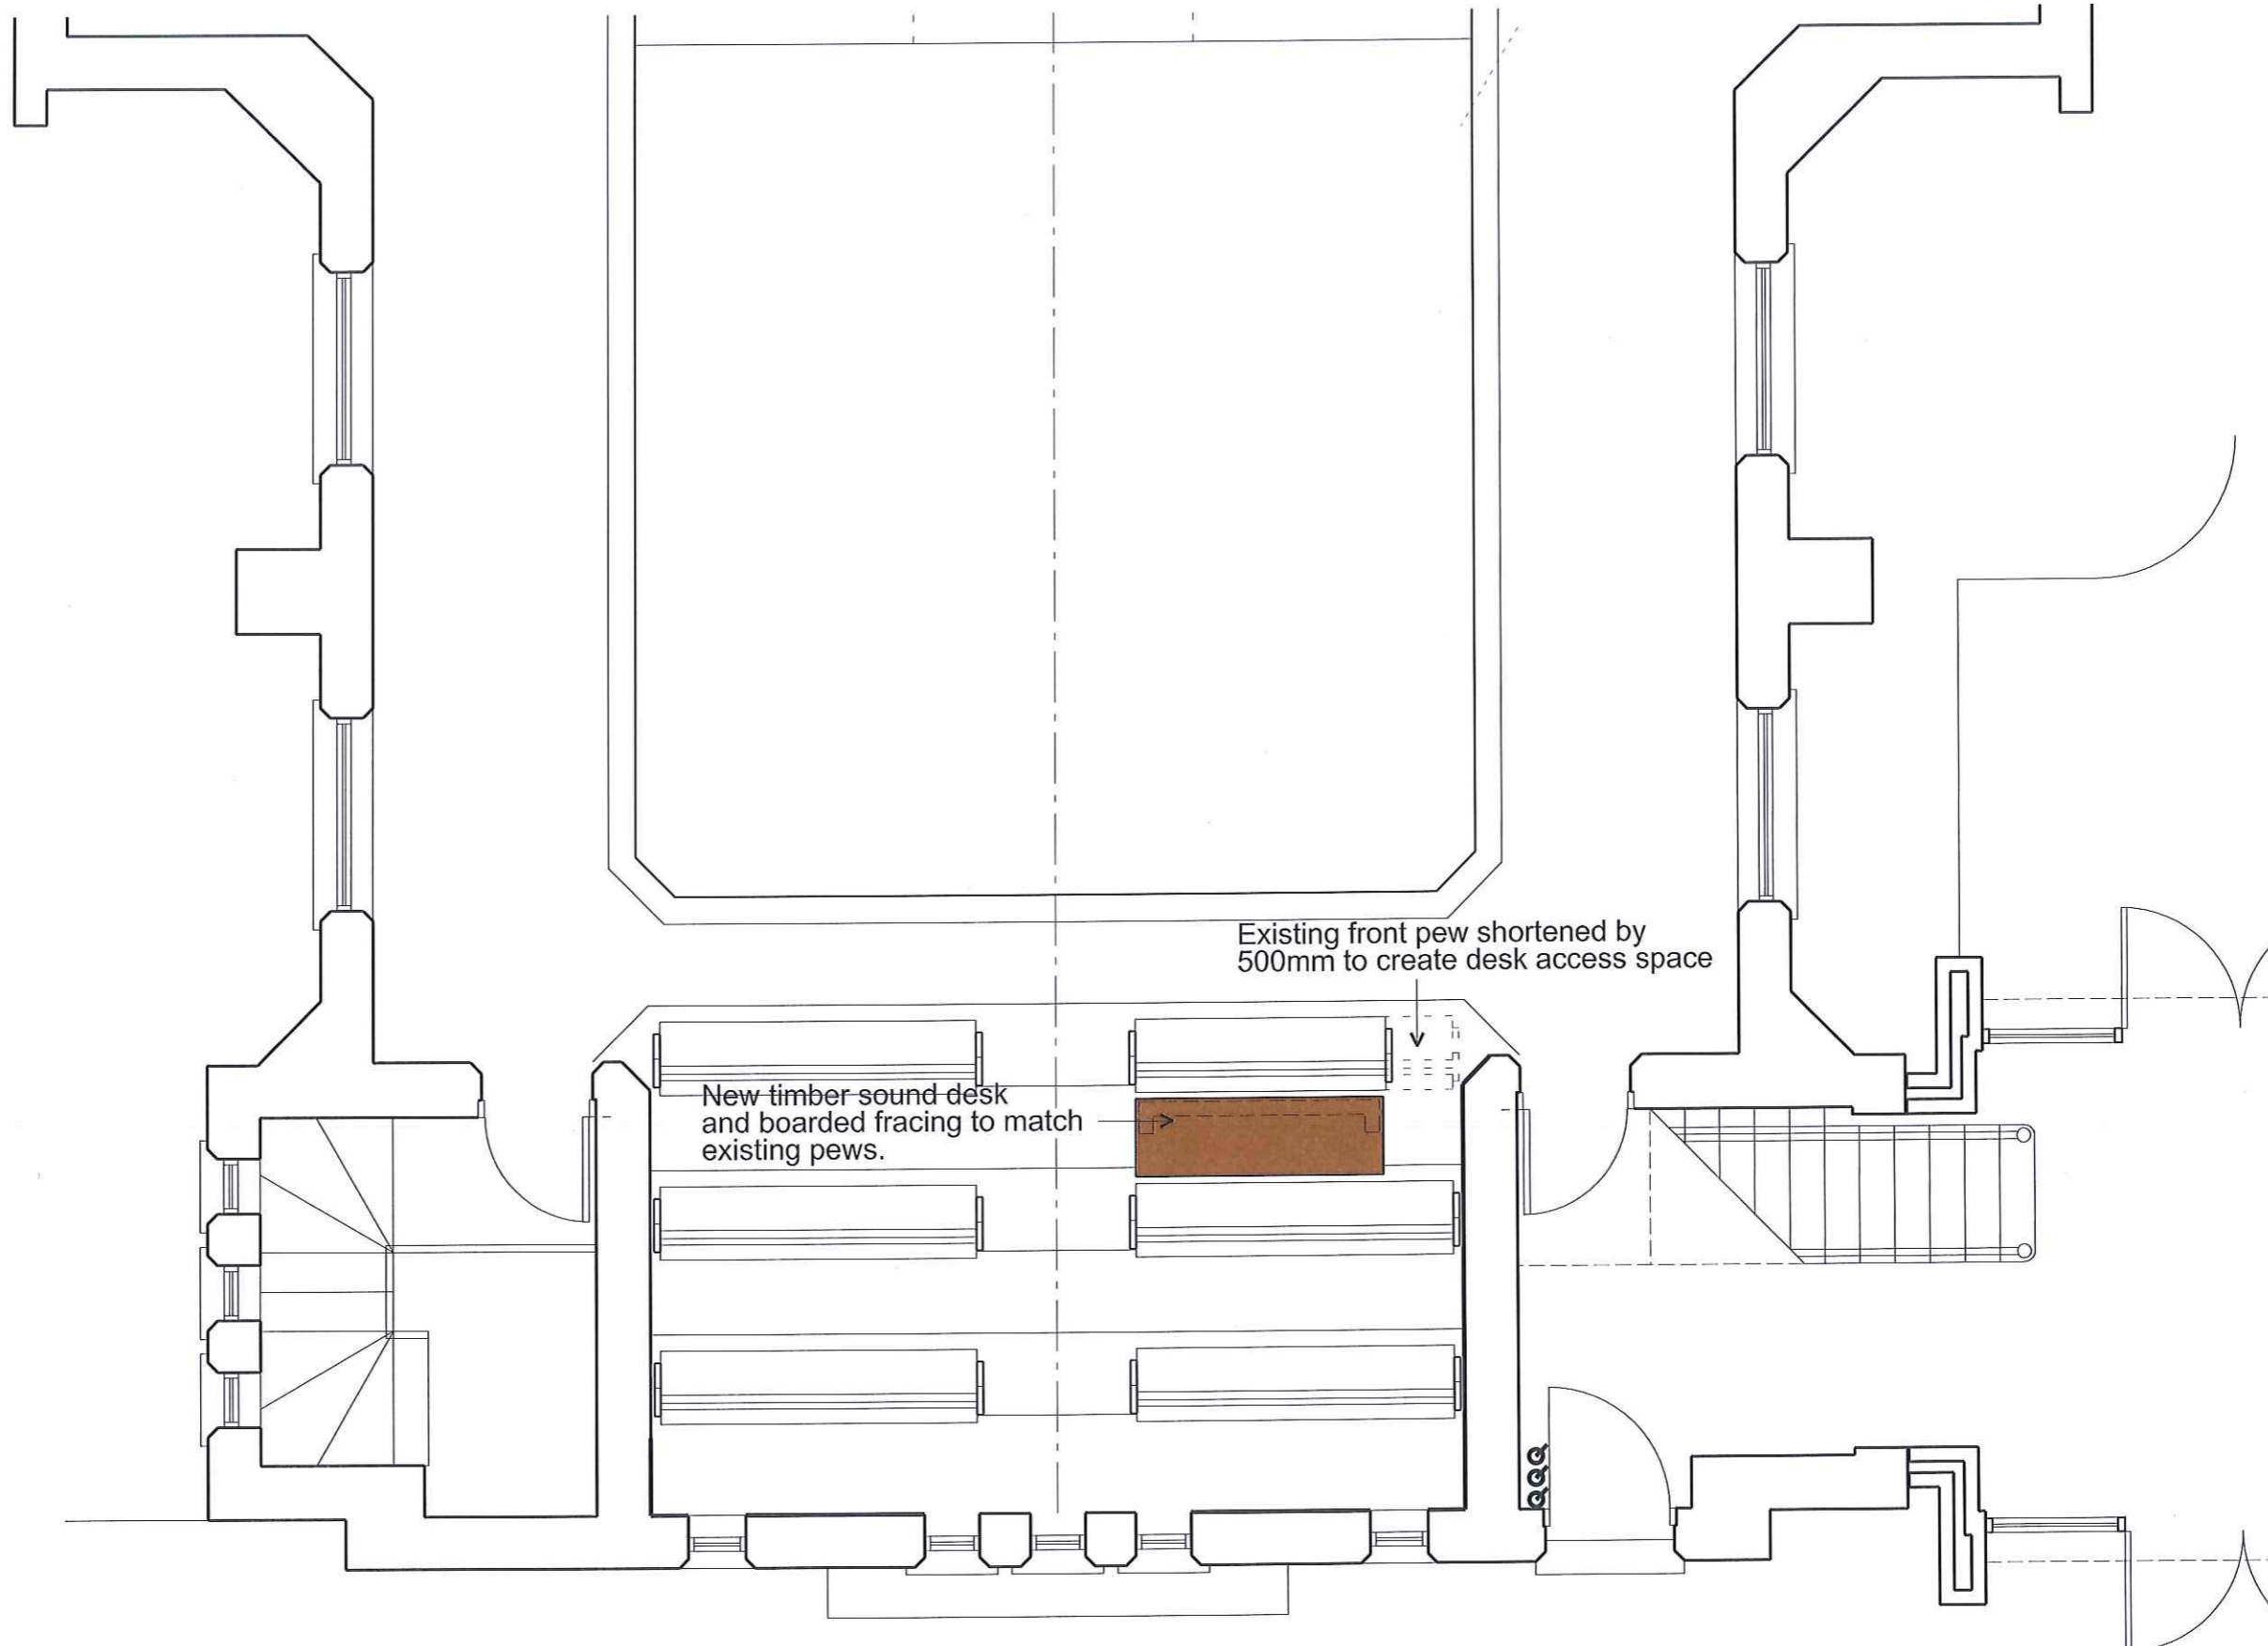 Existing front pew shortened by
500mm to create desk access space
New timber sound desk
and boarded fracing to match
existing pews.